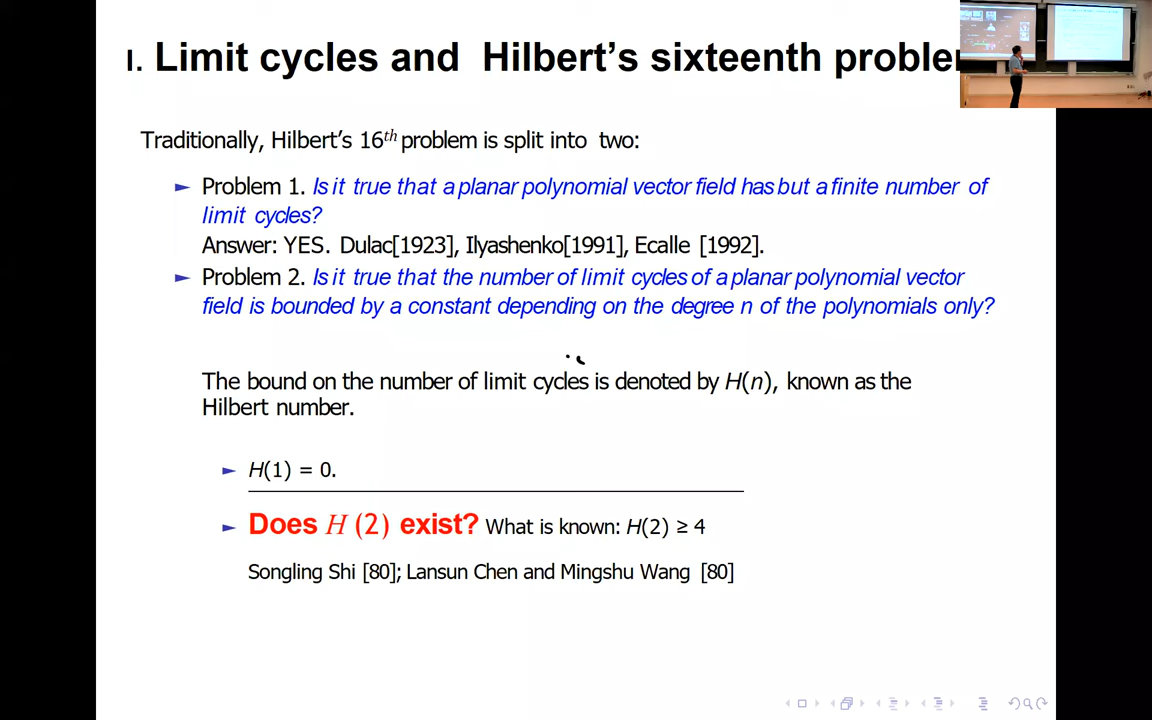 I. Limit cycles and Hilbert's sixteenth proble
Traditionally, Hilbert's 16th problem is split into two:
► Problem 1. Is it true that a planar polynomial vector field has but a finite number of
limit cycles?
Answer: YES. Dulac[1923], Ilyashenko[1991], Ecalle [1992].
► Problem 2. Is it true that the number of limit cycles of a planar polynomial vector
field is bounded by a constant depending on the degree n of the polynomials only?
The bound on the number of limit cycles is denoted by H(n), known as the
Hilbert number.
► H(1) = 0.
► Does H (2) exist? What is known: H(2) ≥ 4
Songling Shi [80]; Lansun Chen and Mingshu Wang [80]